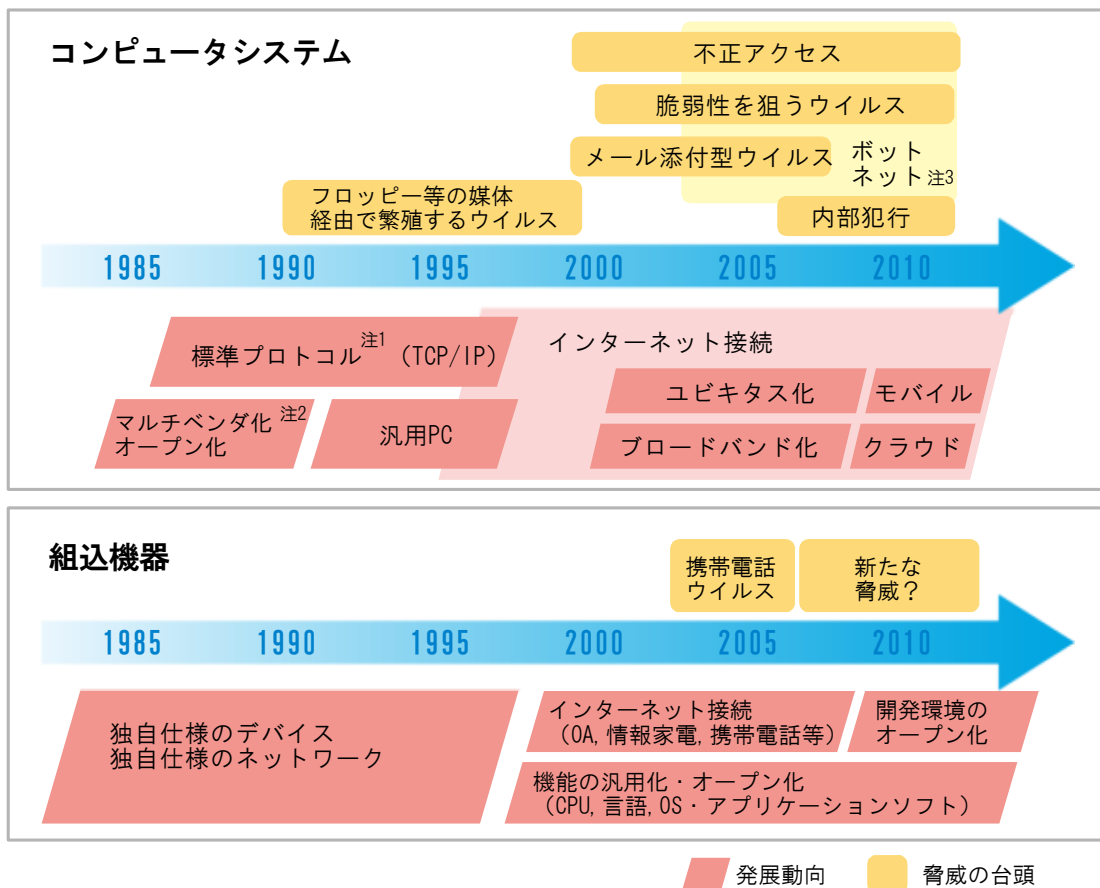 コンピュータシステム
不正アクセス
脆弱性を狙うウイルス
メール添付型ウイルス
ボット
ネット注3
フロッピー等の媒体
経由で繁殖するウイルス
内部犯行
1985 1990 1995 2000 2005 2010
標準プロトコル注1（TCP/IP）
インターネット接続
マルチベンダ化注2
オープン化
汎用PC
ユビキタス化
モバイル
ブロードバンド化
クラウド
組込機器
携帯電話
ウイルス
新たな
脅威？
1985 1990 1995 2000 2005 2010
独自仕様のデバイス
独自仕様のネットワーク
インターネット接続
（OA,情報家電,携帯電話等）
開発環境の
オープン化
機能の汎用化・オープン化
（CPU,言語,OS・アプリケーションソフト）
発展動向
脅威の台頭